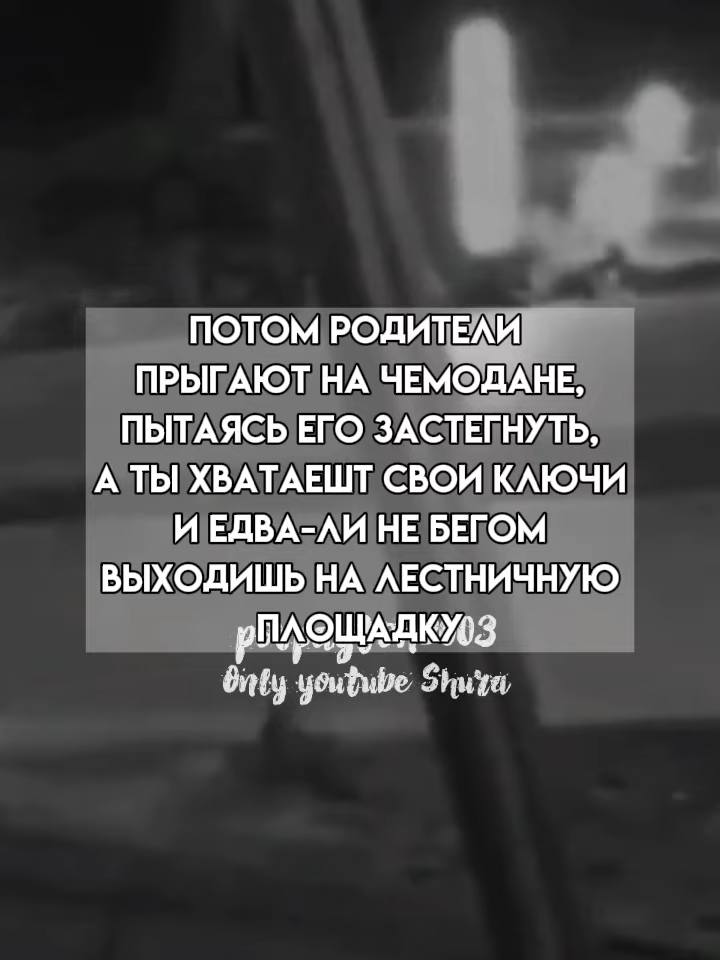 ПОТОМ РОДИТЕЛИ
ПРЫГАЮТ НА ЧЕМОДАНЕ,
ПЫТАЯСЬ ЕГО ЗАСТЕГНУТЬ,
А ТЫ ХВАТАЕШТ СВОИ КЛЮЧИ
И ЕДВА-ЛИ НЕ БЕГОМ
ВЫХОДИШЬ НА ЛЕСТНИЧНУЮ
ПЛОЩАДКУ
Only youtube Shura